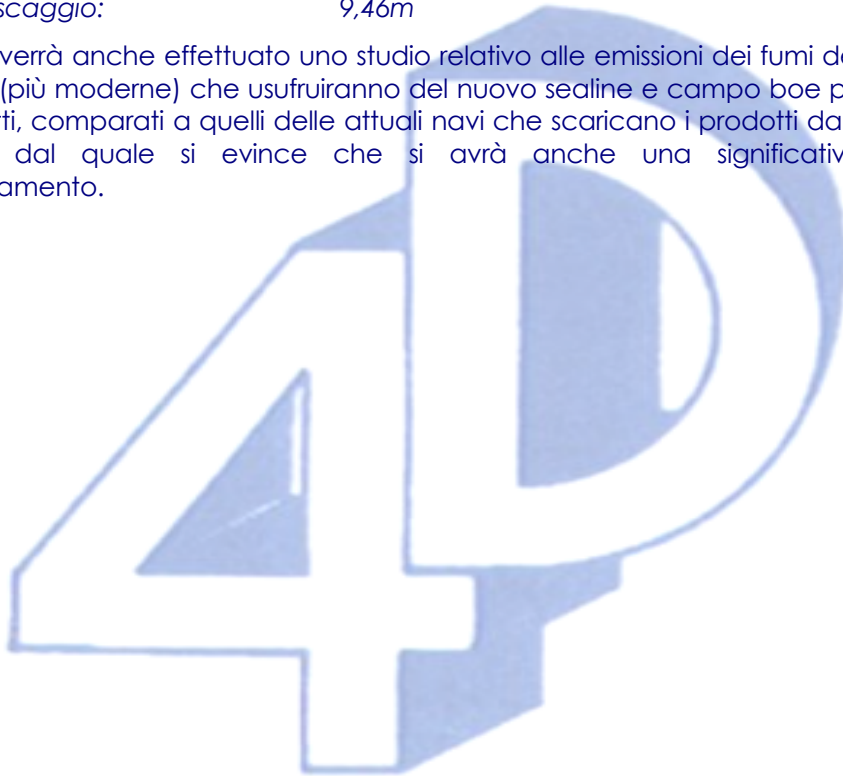 scaggio: 9,46m
verrà anche effettuato uno studio relativo alle emissioni dei fumi de
(più moderne) che usufruiranno del nuovo sealine e campo boe p
ti, comparati a quelli delle attuali navi che scaricano i prodotti da
dal quale si evince che si avrà anche una significativ
amento.
4D